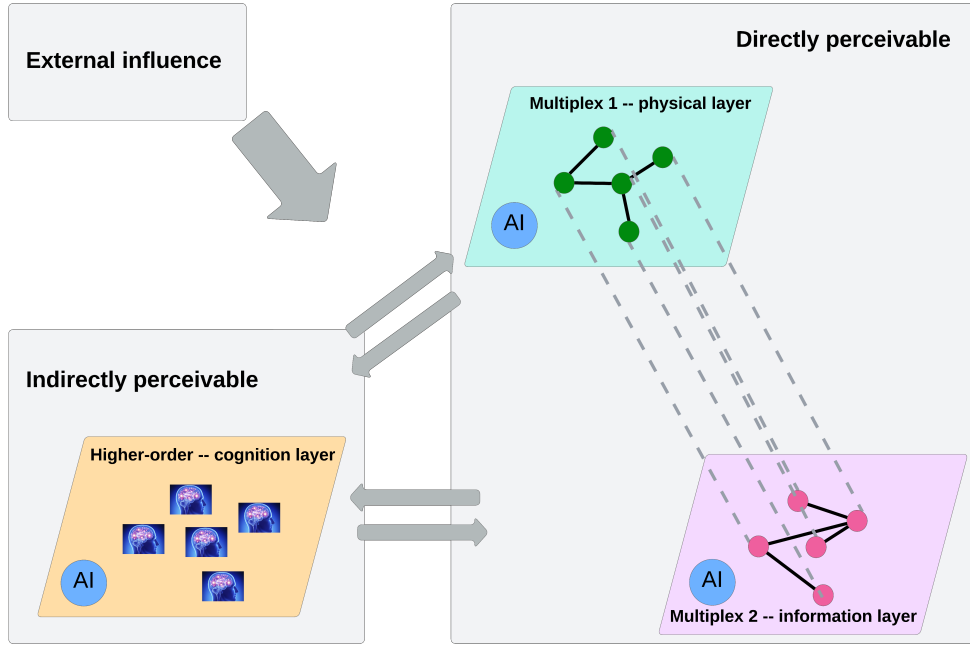 External influence
Directly perceivable
Multiplex 1 -- physical layer
AI
Indirectly perceivable
Higher-order -- cognition layer
AI
AI
Multiplex 2 -- information layer